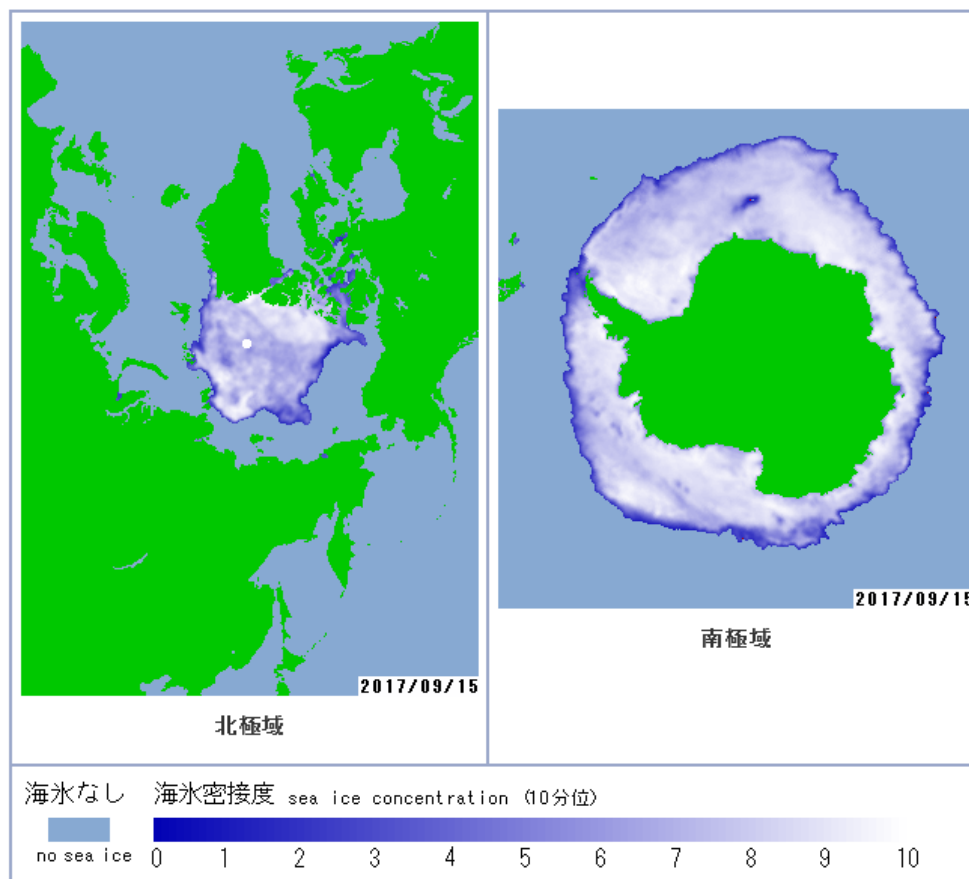 2017/09/15
北極域
2017/09/15
南極域
海氷なし 海氷密接度 sea ice concentration (10分位)
no sea ice 0 1 2 3 4 5 6 7 8 9 10